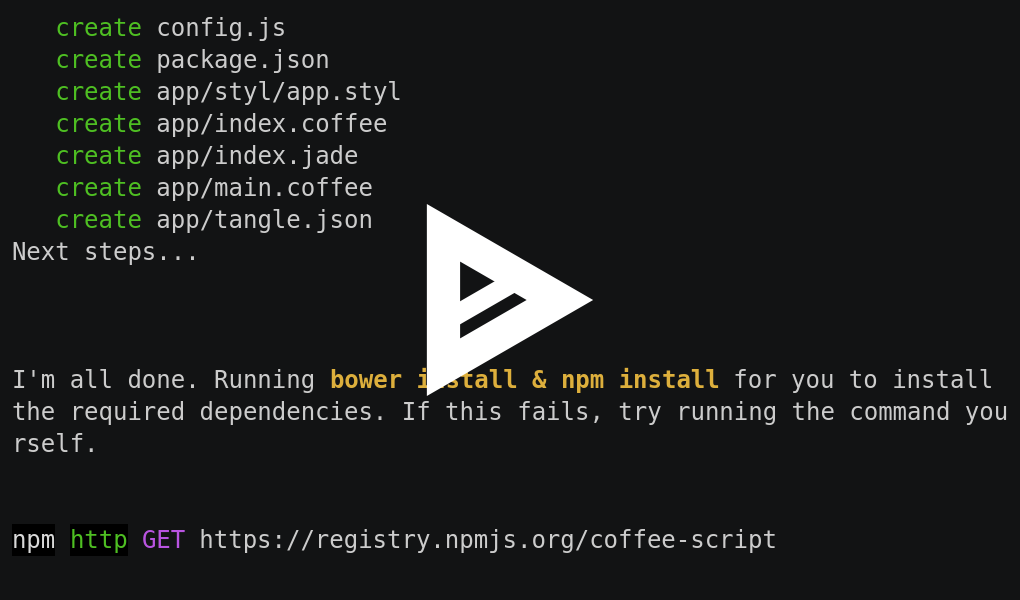 create config.js
create package.json
create app/styl/app.styl
create app/index.coffee
create app/index.jade
create app/main.coffee
create app/tangle.json
Next steps...
I'm all done. Running bower install & npm install for you to install
the required dependencies. If this fails, try running the command you
rself.
npm http GET https://registry.npmjs.org/coffee-script